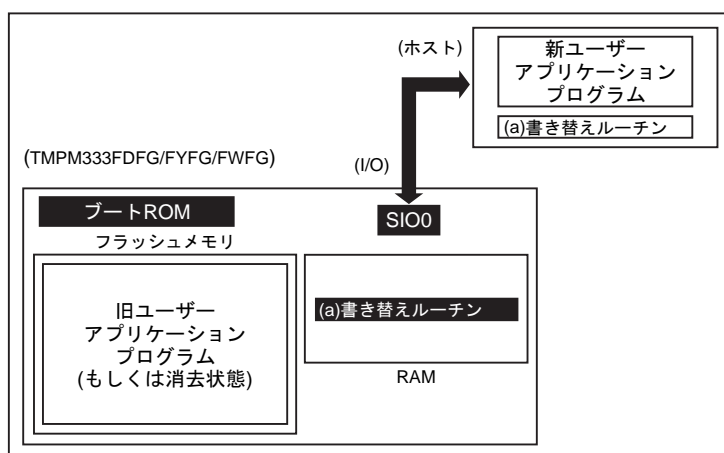 (ホスト)
新ユーザー
アプリケーション
プログラム
(a)書き替えルーチン
(TMPM333FDFG/FYFG/FWFG)
(I/O)
ブートROM
SIO0
フラッシュメモリ
旧ユーザー
アプリケーション
プログラム
(もしくは消去状態)
(a)書き替えルーチン
RAM